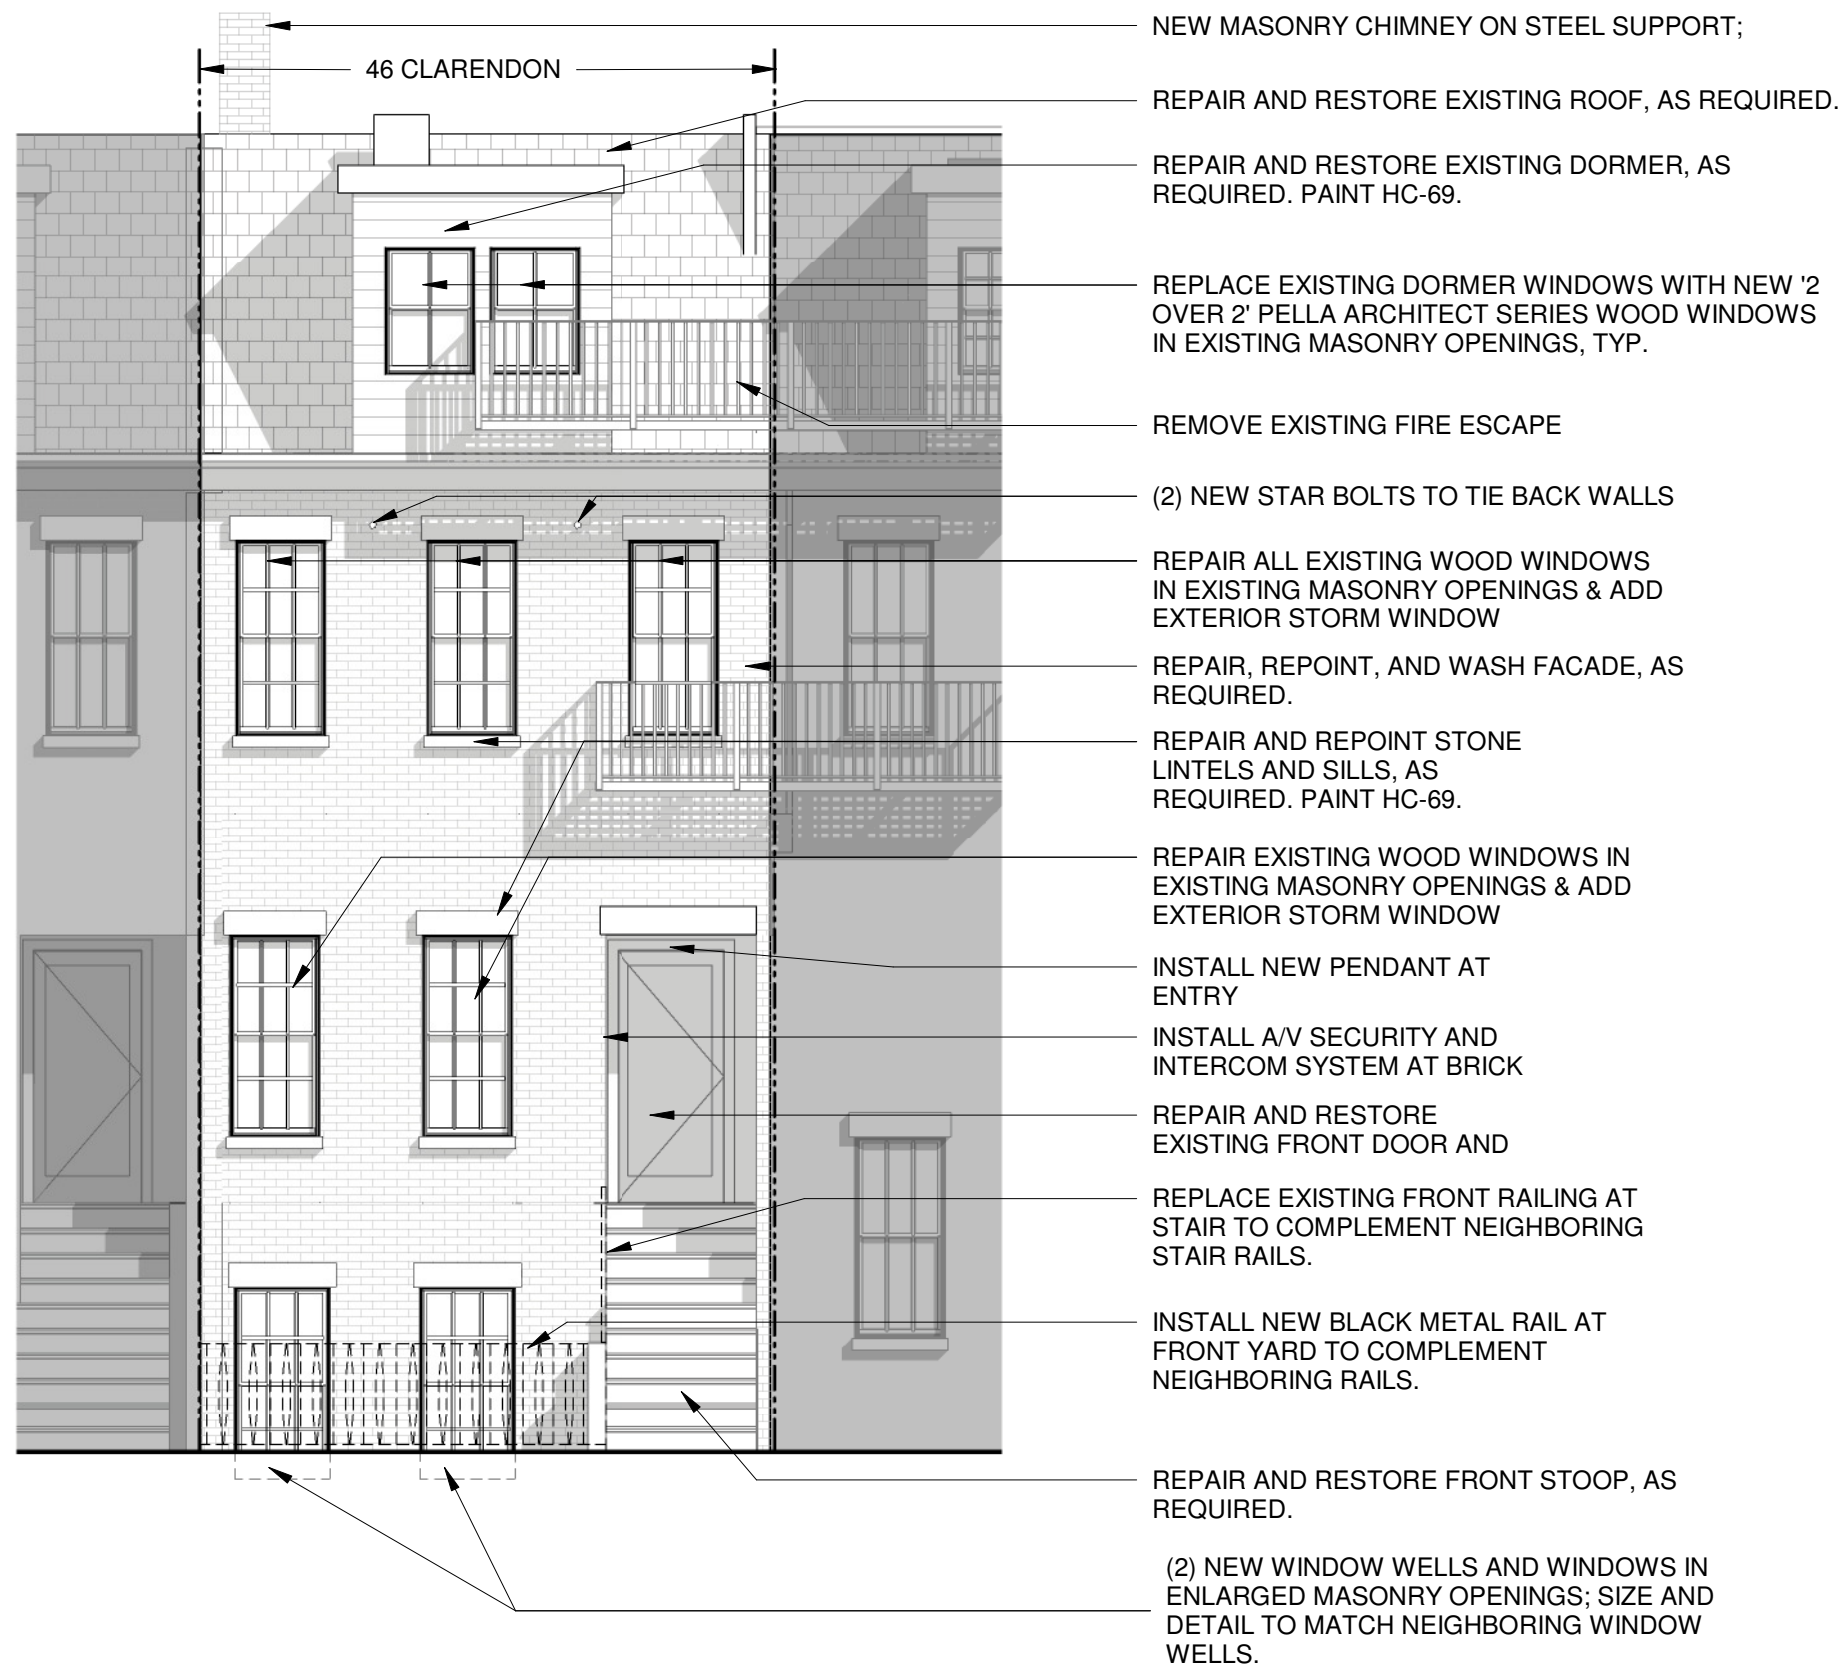 NEW MASONRY CHIMNEY ON STEEL SUPPORT;
46 CLARENDON
REPAIR AND RESTORE EXISTING ROOF, AS REQUIRED.
REPAIR AND RESTORE EXISTING DORMER, AS
REQUIRED. PAINT HC-69.
REPLACE EXISTING DORMER WINDOWS WITH NEW '2
OVER 2' PELLA ARCHITECT SERIES WOOD WINDOWS
IN EXISTING MASONRY OPENINGS, TYP.
REMOVE EXISTING FIRE ESCAPE
(2) NEW STAR BOLTS TO TIE BACK WALLS
REPAIR ALL EXISTING WOOD WINDOWS
IN EXISTING MASONRY OPENINGS & ADD
EXTERIOR STORM WINDOW
REPAIR, REPOINT, AND WASH FACADE, AS
REQUIRED.
REPAIR AND REPOINT STONE
LINTELS AND SILLS, AS
REQUIRED. PAINT HC-69.
REPAIR EXISTING WOOD WINDOWS IN
EXISTING MASONRY OPENINGS & ADD
EXTERIOR STORM WINDOW
INSTALL NEW PENDANT AT
ENTRY
INSTALL A/V SECURITY AND
INTERCOM SYSTEM AT BRICK
REPAIR AND RESTORE
EXISTING FRONT DOOR AND
REPLACE EXISTING FRONT RAILING AT
STAIR TO COMPLEMENT NEIGHBORING
STAIR RAILS.
INSTALL NEW BLACK METAL RAIL AT
FRONT YARD TO COMPLEMENT
NEIGHBORING RAILS.
REPAIR AND RESTORE FRONT STOOP, AS
REQUIRED.
(2) NEW WINDOW WELLS AND WINDOWS IN
ENLARGED MASONRY OPENINGS; SIZE AND
DETAIL TO MATCH NEIGHBORING WINDOW
WELLS.